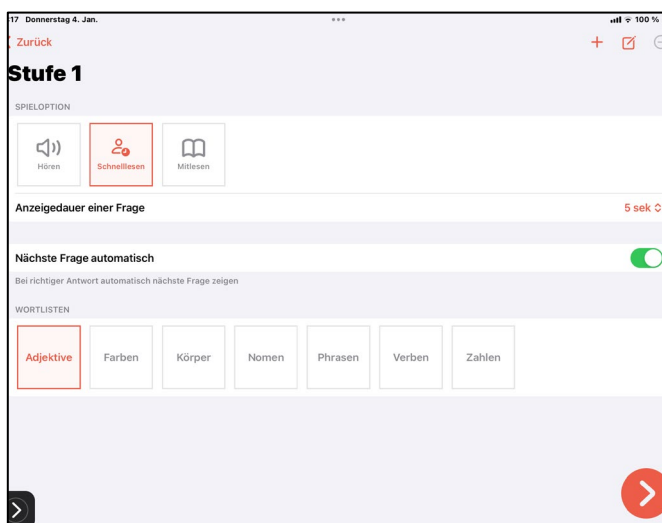 :17 Donnerstag 4. Jan.
100 %
Zurück
Stufe 1
SPIELOPTION
Hören
Schnelllesen
Mitlesen
Anzeigedauer einer Frage
5 sek
Nächste Frage automatisch
Bei richtiger Antwort automatisch nächste Frage zeigen
WORTLISTEN
Adjektive
Farben
Körper
Nomen
Phrasen
Verben
Zahlen